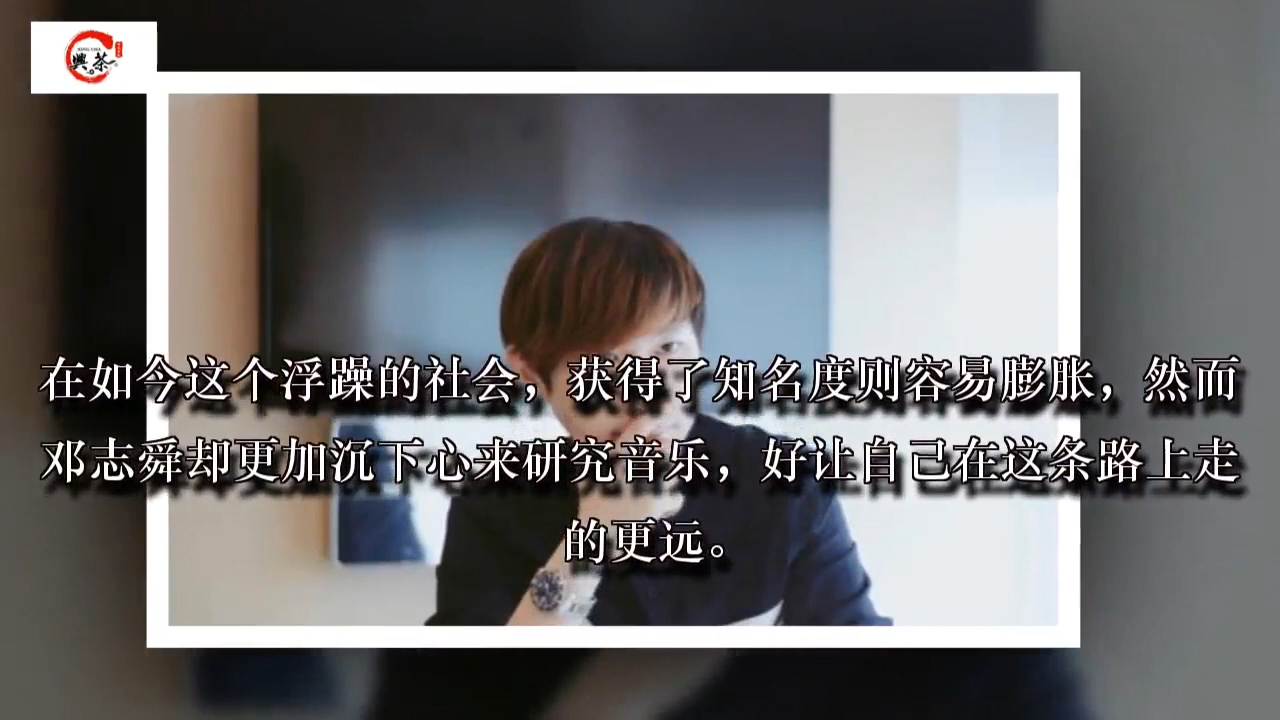 興茶
在如今这个浮躁的社会，获得了知名度则容易膨胀，然而
邓志舜却更加沉下心来研究音乐，好让自己在这条路上走
的更远。